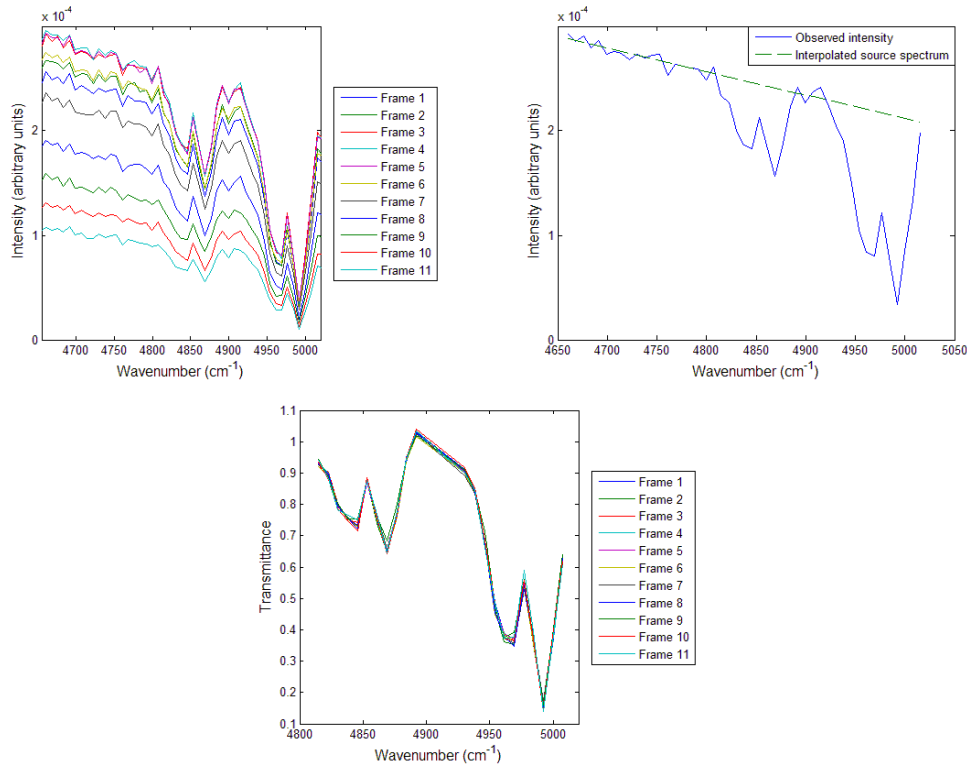 x 10⁻⁴
2
1
0
4700 4750 4800 4850 4900 4950 5000
Wavenumber (cm⁻¹)
Intensity (arbitrary units)
Frame 1
Frame 2
Frame 3
Frame 4
Frame 5
Frame 6
Frame 7
Frame 8
Frame 9
Frame 10
Frame 11
x 10⁻⁴
2
1
0
4650 4700 4750 4800 4850 4900 4950 5000 5050
Wavenumber (cm⁻¹)
Intensity (arbitrary units)
Observed intensity
Interpolated source spectrum
1.1
1
0.9
0.8
0.7
0.6
0.5
0.4
0.3
0.2
0.1
4800 4850 4900 4950 5000
Wavenumber (cm⁻¹)
Transmittance
Frame 1
Frame 2
Frame 3
Frame 4
Frame 5
Frame 6
Frame 7
Frame 8
Frame 9
Frame 10
Frame 11